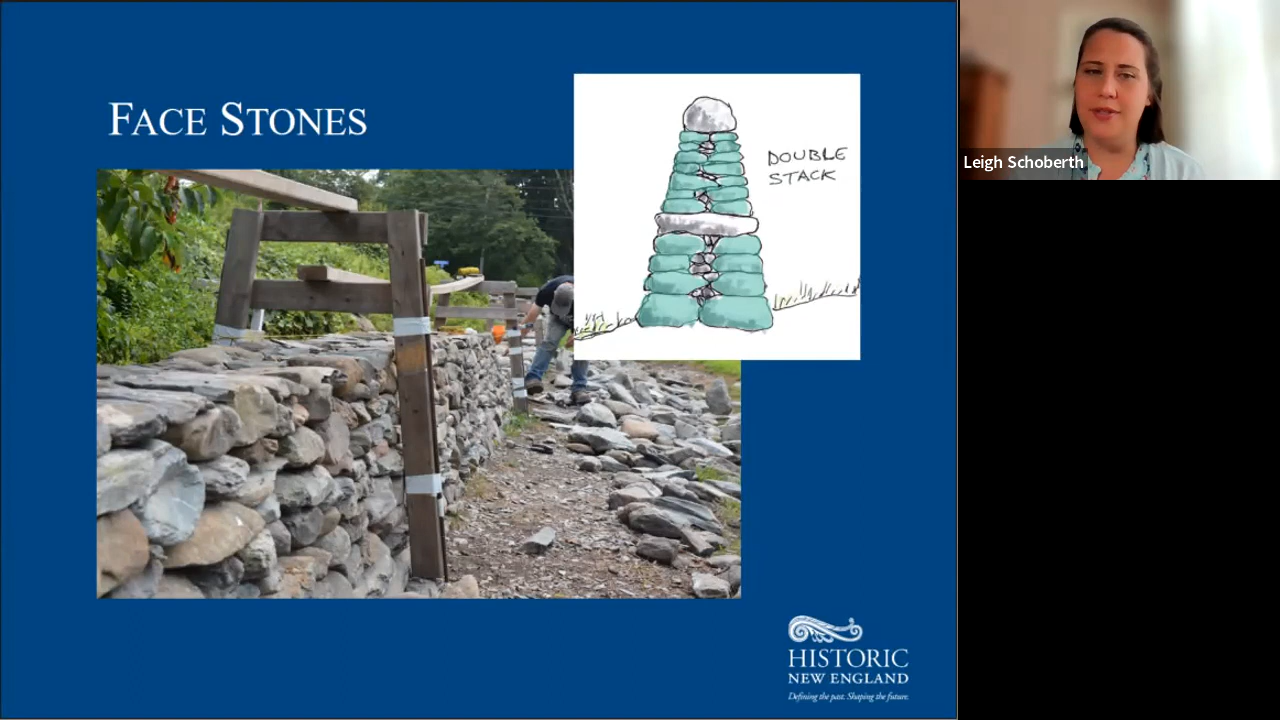 FACE STONES
DOUBLE
STACK
Leigh Schoberth
HISTORIC
NEW ENGLAND
Defining the past. Shaping the future.